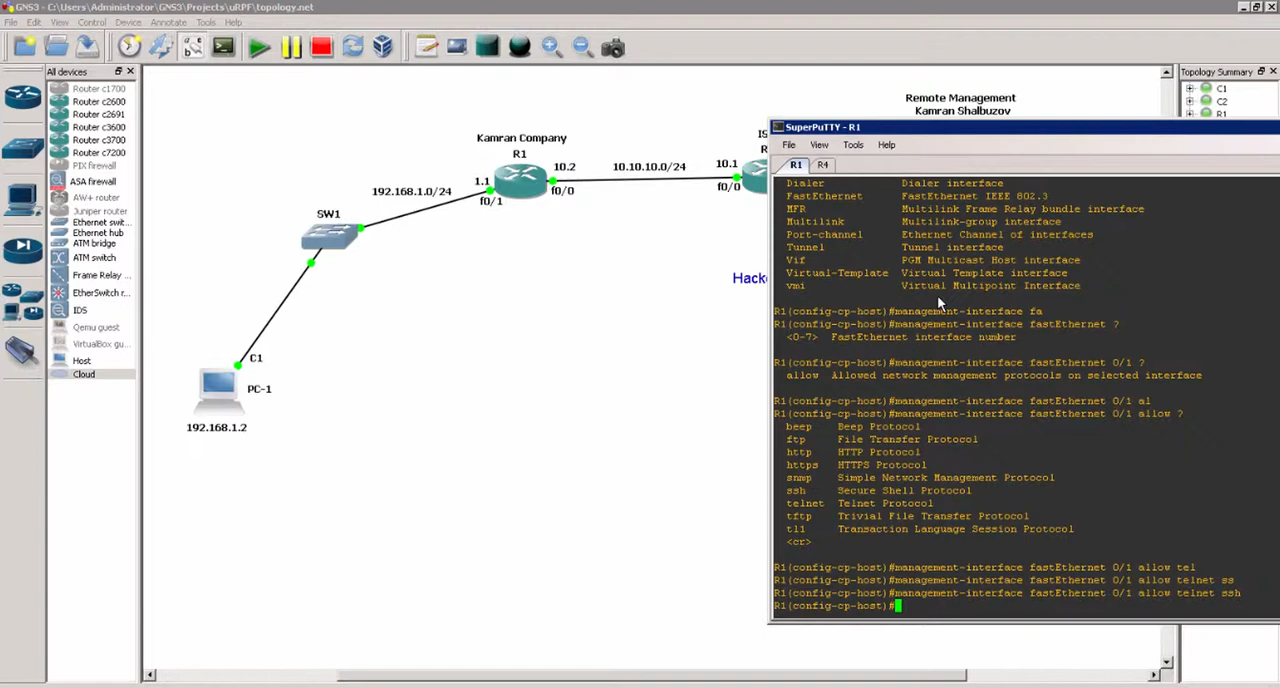 GNS3 - C:\Users\Administrator\GNS3\Projects\uRPF\topology.net
File Edit View Control Device Annotate Tools Help
All devices
Router c1700
Router c2600
Router c2691
Router c3600
Router c3700
Router c7200
PIX firewall
ASA firewall
AW+ router
Juniper router
Ethernet swit...
Ethernet hub
ATM bridge
ATM switch
Frame Relay ...
EtherSwitch r...
IDS
Qemu guest
VirtualBox gu...
Host
Cloud
Kamran Company
R1
1.1
10.2
f0/1
f0/0
192.168.1.0/24
10.10.10.0/24
10.1
f0/0
IS
R
SW1
C1
PC-1
192.168.1.2
Hacke
Remote Management
Kamran Shalbuzov
Topology Summary
C1
C2
R1
SuperPuTTY - R1
File View Tools Help
R1 R4
Dialer Dialer interface
FastEthernet FastEthernet IEEE 802.3
MFR Multilink Frame Relay bundle interface
Multilink Multilink-group interface
Port-channel Ethernet Channel of interfaces
Tunnel Tunnel interface
Vif PGM Multicast Host interface
Virtual-Template Virtual Template interface
vmi Virtual Multipoint Interface
R1(config-cp-host)#management-interface fa
R1(config-cp-host)#management-interface fastEthernet ?
<0-7> FastEthernet interface number
R1(config-cp-host)#management-interface fastEthernet 0/1 ?
allow Allowed network management protocols on selected interface
R1(config-cp-host)#management-interface fastEthernet 0/1 al
R1(config-cp-host)#management-interface fastEthernet 0/1 allow ?
beep Beep Protocol
ftp File Transfer Protocol
http HTTP Protocol
https HTTPS Protocol
snmp Simple Network Management Protocol
ssh Secure Shell Protocol
telnet Telnet Protocol
tftp Trivial File Transfer Protocol
tl1 Transaction Language Session Protocol
<cr>
R1(config-cp-host)#management-interface fastEthernet 0/1 allow tel
R1(config-cp-host)#management-interface fastEthernet 0/1 allow telnet ss
R1(config-cp-host)#management-interface fastEthernet 0/1 allow telnet ssh
R1(config-cp-host)#